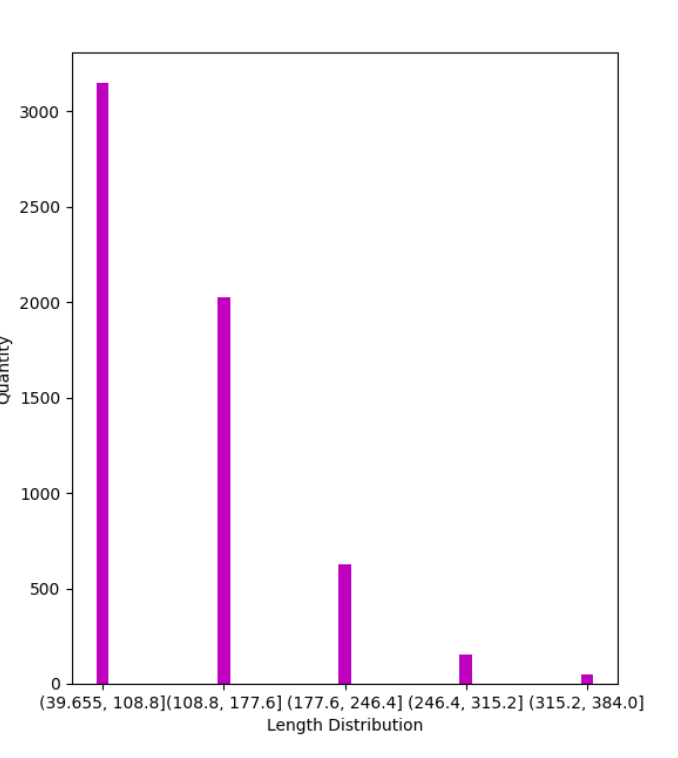 3000
2500
2000
Quantity
1500
1000
500
0
(39.655, 108.8](108.8, 177.6] (177.6, 246.4] (246.4, 315.2] (315.2, 384.0]
Length Distribution